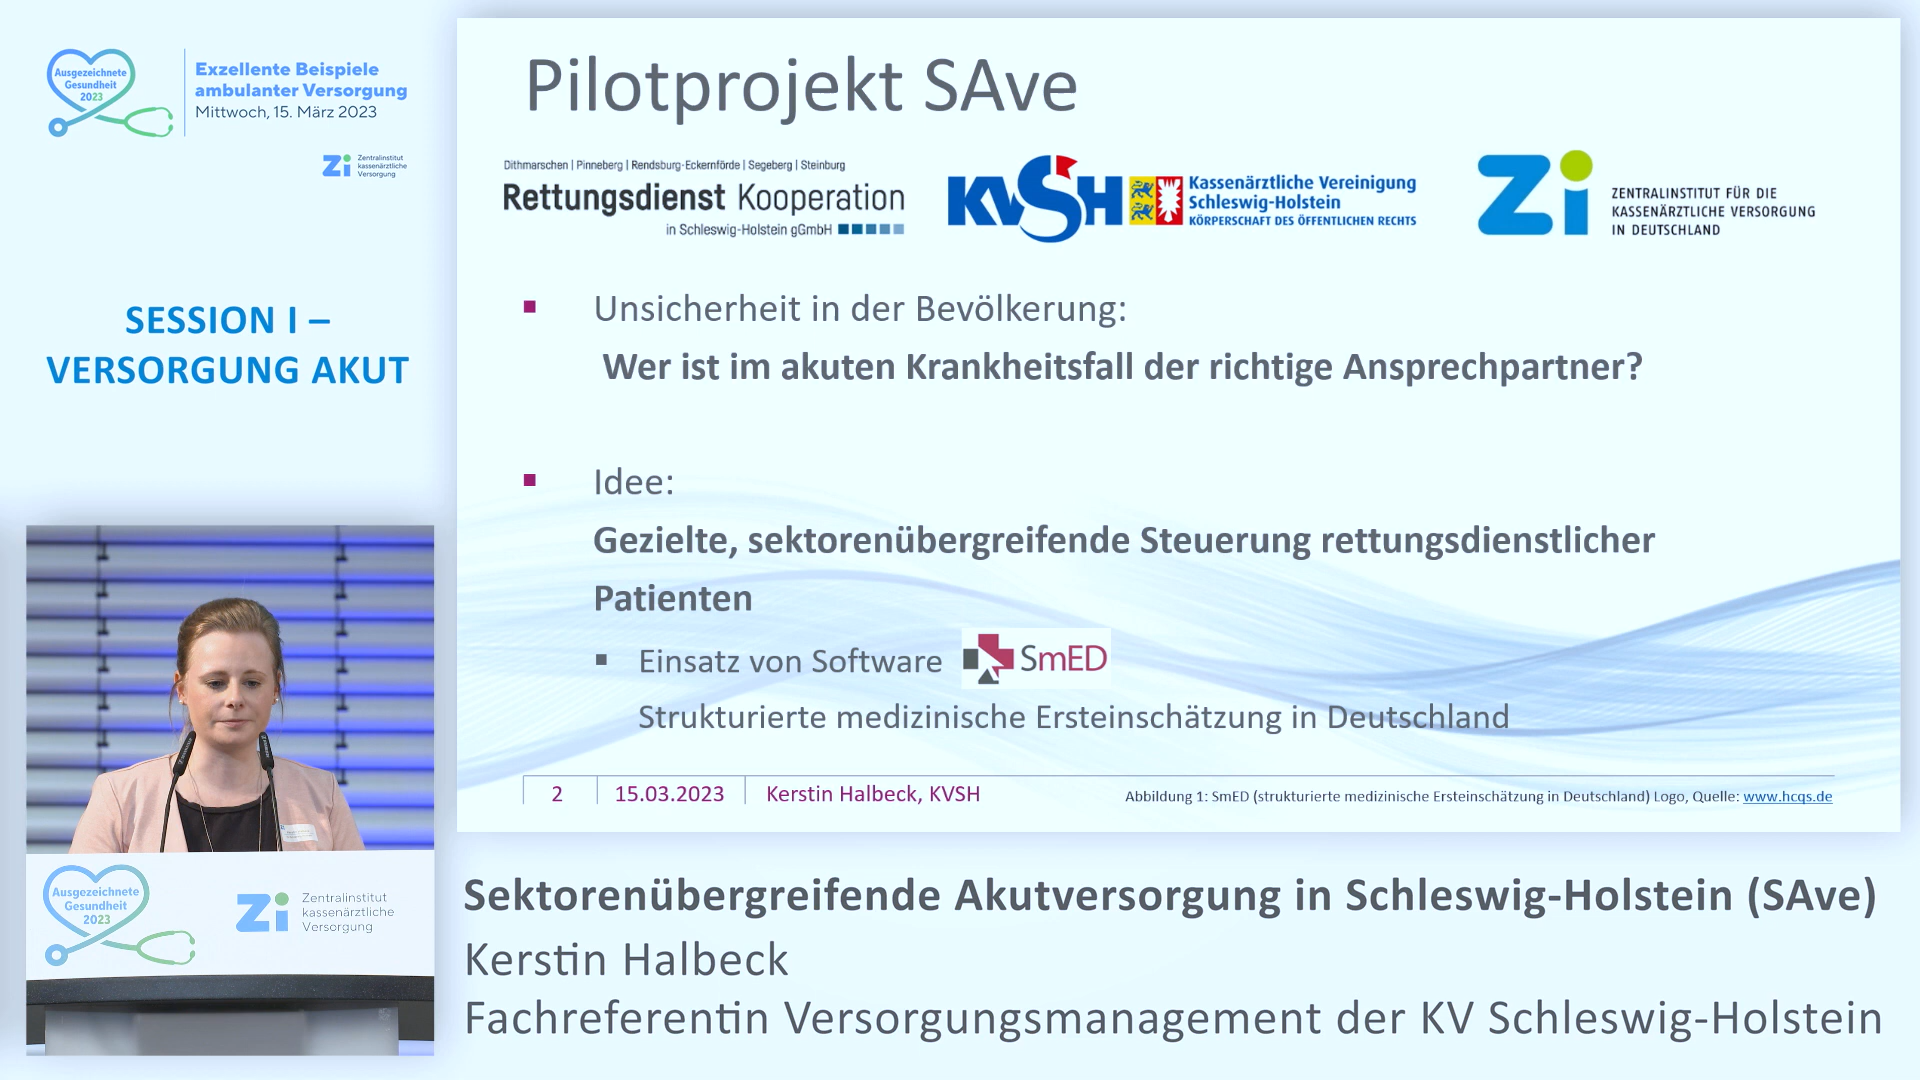 Ausgezeichnete
Gesundheit
2023
Exzellente Beispiele
ambulanter Versorgung
Mittwoch, 15. März 2023
Zi
Zentralinstitut
kassenärztliche
Versorgung
SESSION I –
VERSORGUNG AKUT
Pilotprojekt SAve
Dithmarschen | Pinneberg | Rendsburg-Eckernförde | Segeberg | Steinburg
Rettungsdienst Kooperation
in Schleswig-Holstein gGmbH
KVSH
Kassenärztliche Vereinigung
Schleswig-Holstein
KÖRPERSCHAFT DES ÖFFENTLICHEN RECHTS
Zi
ZENTRALINSTITUT FÜR DIE
KASSENÄRZTLICHE VERSORGUNG
IN DEUTSCHLAND
Unsicherheit in der Bevölkerung:
Wer ist im akuten Krankheitsfall der richtige Ansprechpartner?
Idee:
Gezielte, sektorenübergreifende Steuerung rettungsdienstlicher
Patienten
Einsatz von Software SmED
Strukturierte medizinische Ersteinschätzung in Deutschland
2 15.03.2023 Kerstin Halbeck, KVSH
Abbildung 1: SmED (strukturierte medizinische Ersteinschätzung in Deutschland) Logo, Quelle: www.hcqs.de
Ausgezeichnete
Gesundheit
2023
Zi
Zentralinstitut
kassenärztliche
Versorgung
Sektorenübergreifende Akutversorgung in Schleswig-Holstein (SAve)
Kerstin Halbeck
Fachreferentin Versorgungsmanagement der KV Schleswig-Holstein